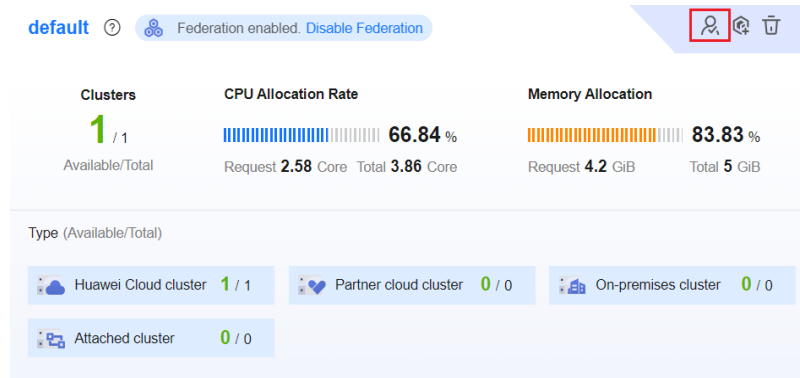 default ? Federation enabled. Disable Federation
Clusters CPU Allocation Rate Memory Allocation
1 / 1 66.84 % 83.83 %
Available/Total Request 2.58 Core Total 3.86 Core Request 4.2 GiB Total 5 GiB
Type (Available/Total)
Huawei Cloud cluster 1 / 1 Partner cloud cluster 0 / 0 On-premises cluster 0 / 0
Attached cluster 0 / 0